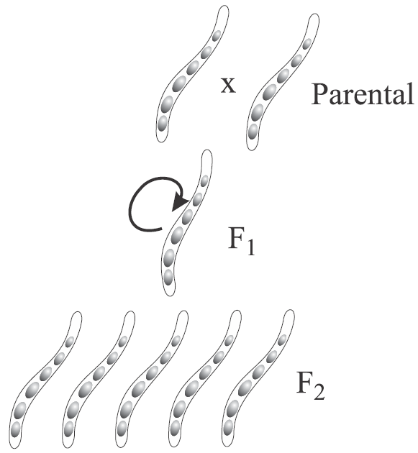 x
Parental
F₁
F₂